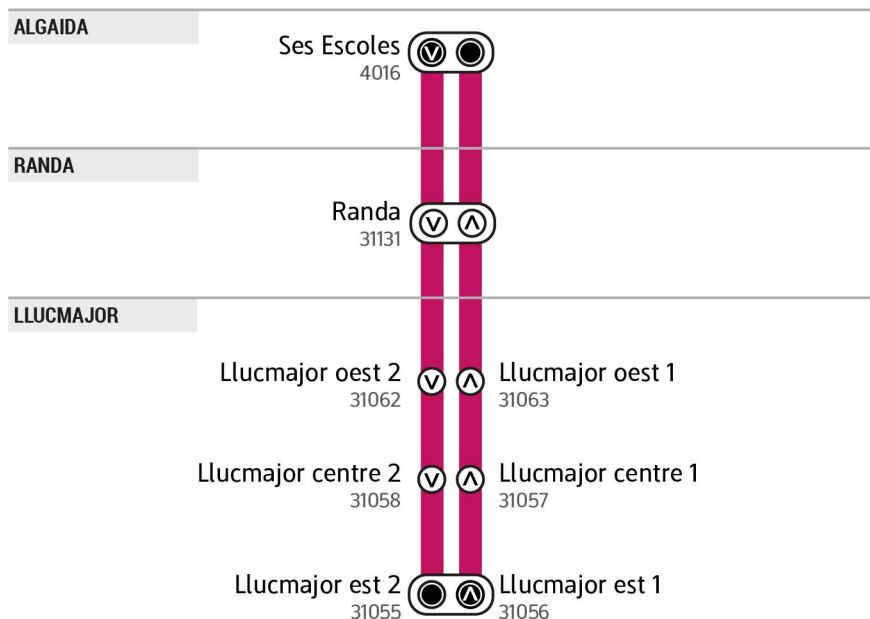 ALGAIDA
Ses Escoles
4016
RANDA
Randa
31131
LLUCMAJOR
Llucmajor oest 2
31062
Llucmajor oest 1
31063
Llucmajor centre 2
31058
Llucmajor centre 1
31057
Llucmajor est 2
31055
Llucmajor est 1
31056